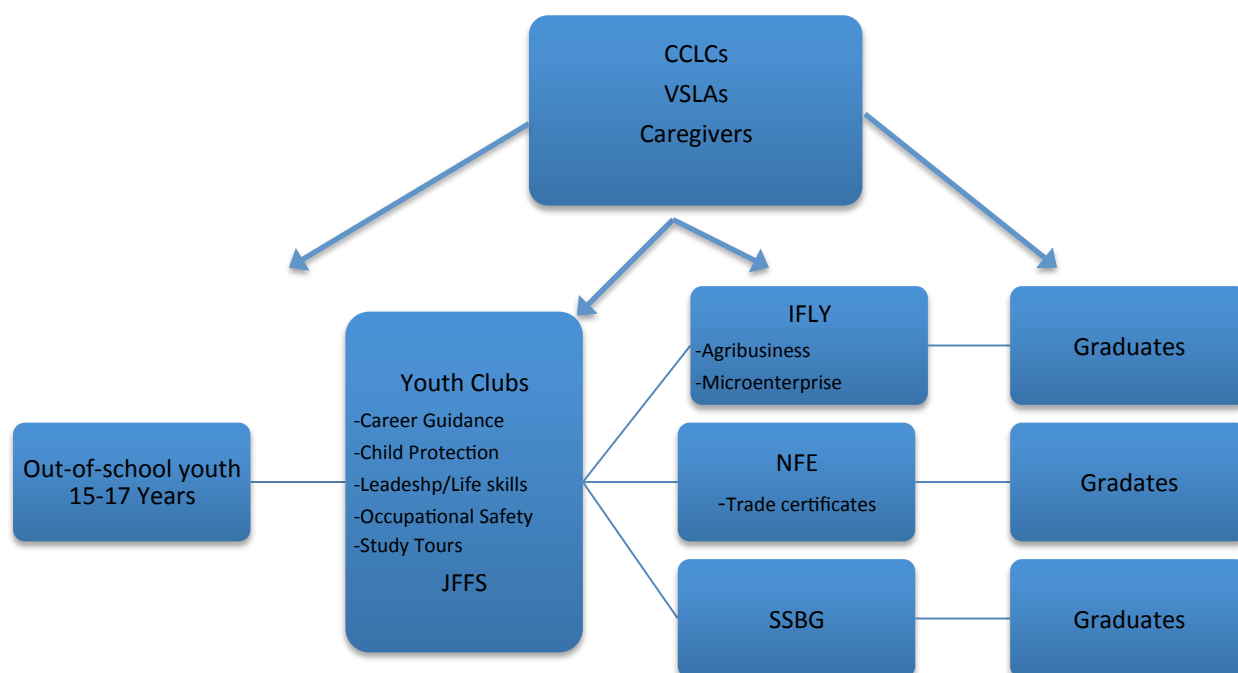 CCLCs
VSLAs
Caregivers
Out-of-school youth
15-17 Years
Youth Clubs
-Career Guidance
-Child Protection
-Leadeshp/Life skills
-Occupational Safety
-Study Tours
JFFS
IFLY
-Agribusiness
-Microenterprise
Graduates
NFE
-Trade certificates
Gradates
SSBG
Graduates